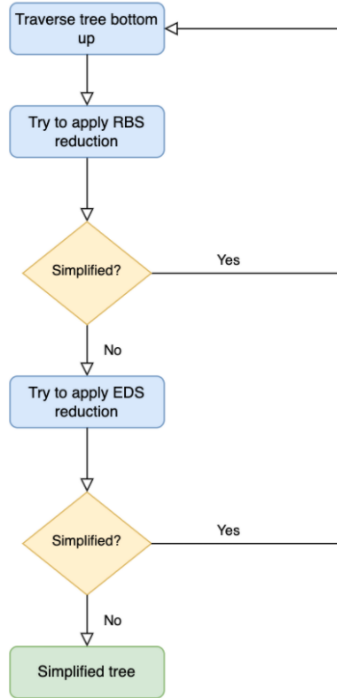 Traverse tree bottom
up
Try to apply RBS
reduction
Simplified?
Yes
No
Try to apply EDS
reduction
Simplified?
Yes
No
Simplified tree